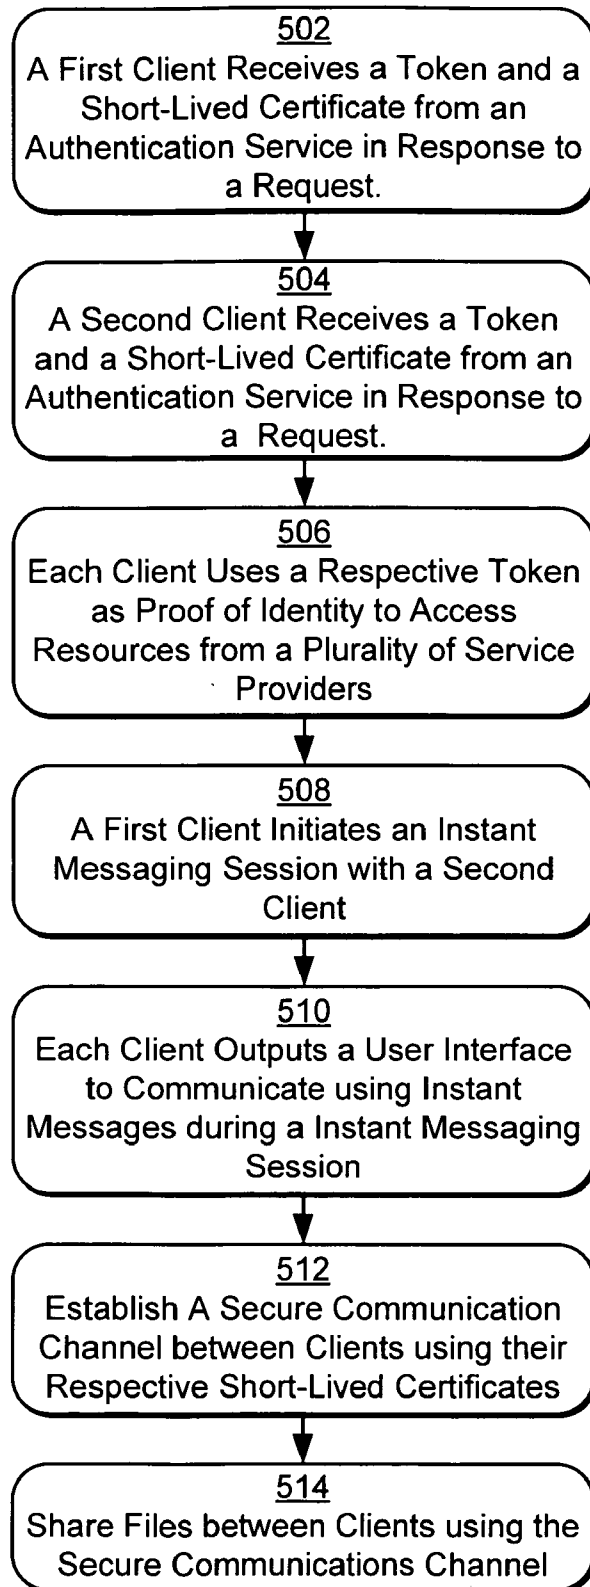 502
A First Client Receives a Token and a
Short-Lived Certificate from an
Authentication Service in Response to
a Request.
504
A Second Client Receives a Token
and a Short-Lived Certificate from an
Authentication Service in Response to
a Request.
506
Each Client Uses a Respective Token
as Proof of Identity to Access
Resources from a Plurality of Service
Providers
508
A First Client Initiates an Instant
Messaging Session with a Second
Client
510
Each Client Outputs a User Interface
to Communicate using Instant
Messages during a Instant Messaging
Session
512
Establish A Secure Communication
Channel between Clients using their
Respective Short-Lived Certificates
514
Share Files between Clients using the
Secure Communications Channel